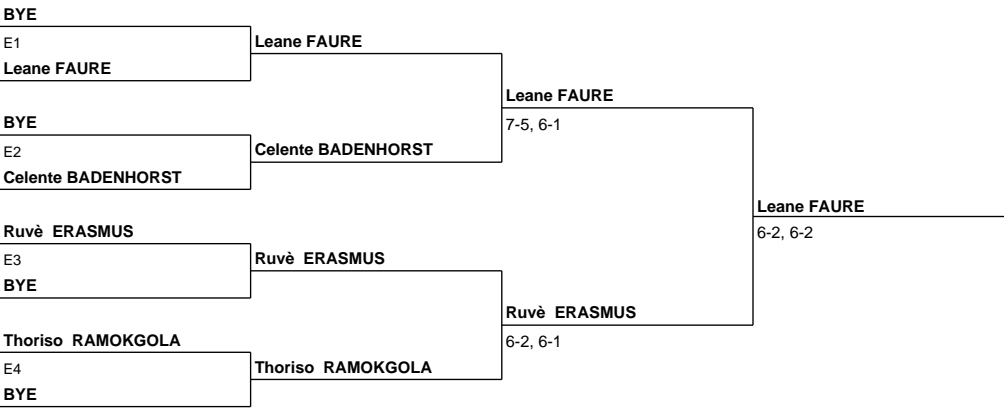 BYE
E1
Leane FAURE
Leane FAURE
BYE
E2
Celente BADENHORST
Celente BADENHORST
Leane FAURE
7-5, 6-1
Ruvè ERASMUS
E3
BYE
Ruvè ERASMUS
Thoriso RAMOKGOLA
E4
BYE
Thoriso RAMOKGOLA
Ruvè ERASMUS
6-2, 6-1
Leane FAURE
6-2, 6-2